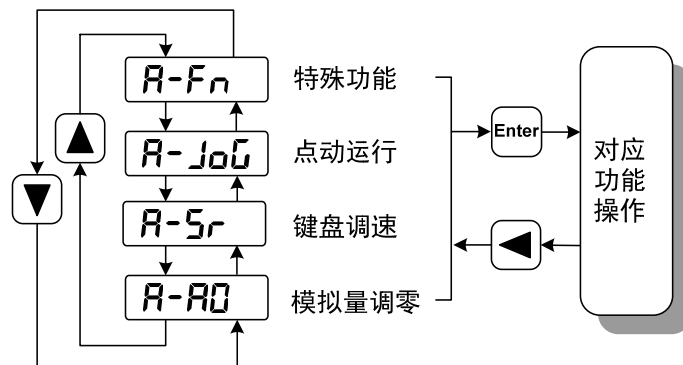 A-Fn 特殊功能
A-JoG 点动运行
A-Sr 键盘调速
A-A0 模拟量调零
Enter
对应
功能
操作